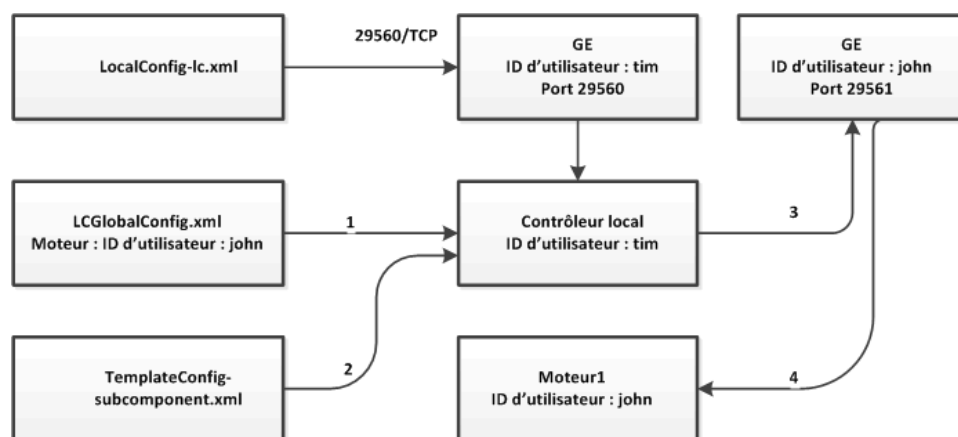 29560/TCP
LocalConfig-lc.xml
GE
ID d'utilisateur : tim
Port 29560
GE
ID d'utilisateur : john
Port 29561
LCGlobalConfig.xml
Moteur : ID d'utilisateur : john
1
Contrôleur local
ID d'utilisateur : tim
3
TemplateConfig-
subcomponent.xml
2
Moteur1
ID d'utilisateur : john
4